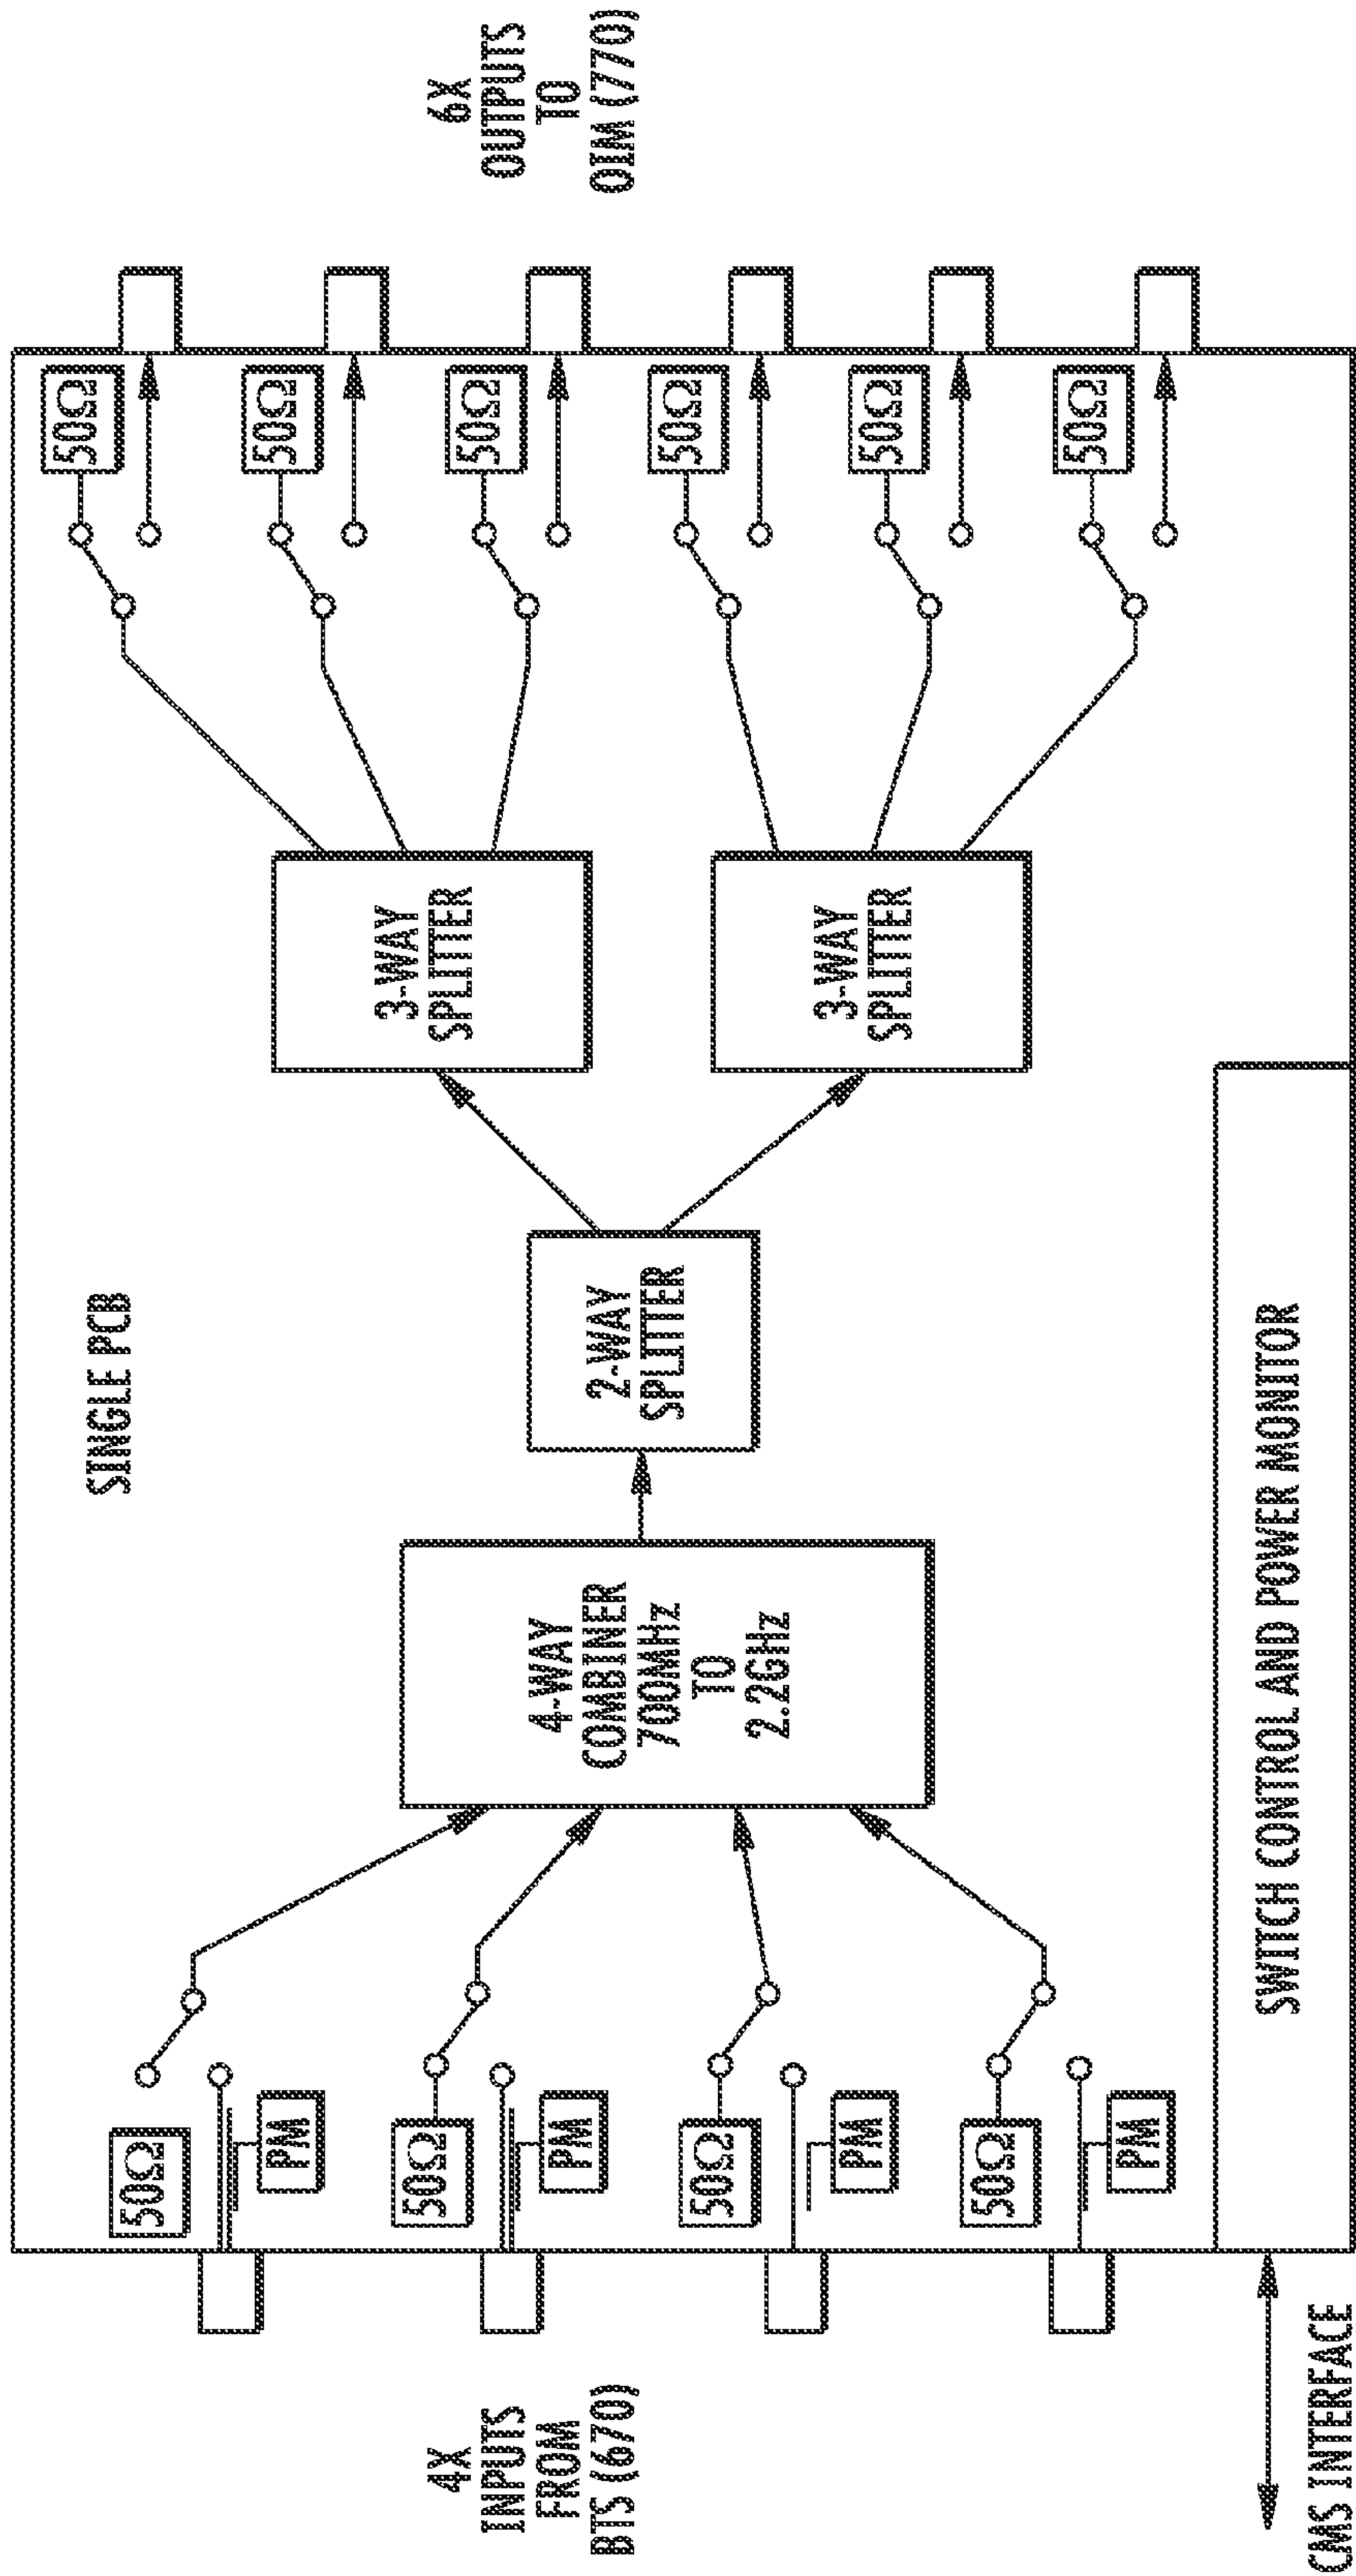 SINGLE PCB
4X
INPUTS
FROM
BTS (670)
50Ω
PM
50Ω
PM
50Ω
PM
50Ω
PM
4-WAY
COMBINER
700MHz
TO
2.2GHz
2-WAY
SPLITTER
3-WAY
SPLITTER
3-WAY
SPLITTER
50Ω
50Ω
50Ω
50Ω
50Ω
50Ω
6X
OUTPUTS
TO
OIM (770)
SWITCH CONTROL AND POWER MONITOR
CMS INTERFACE